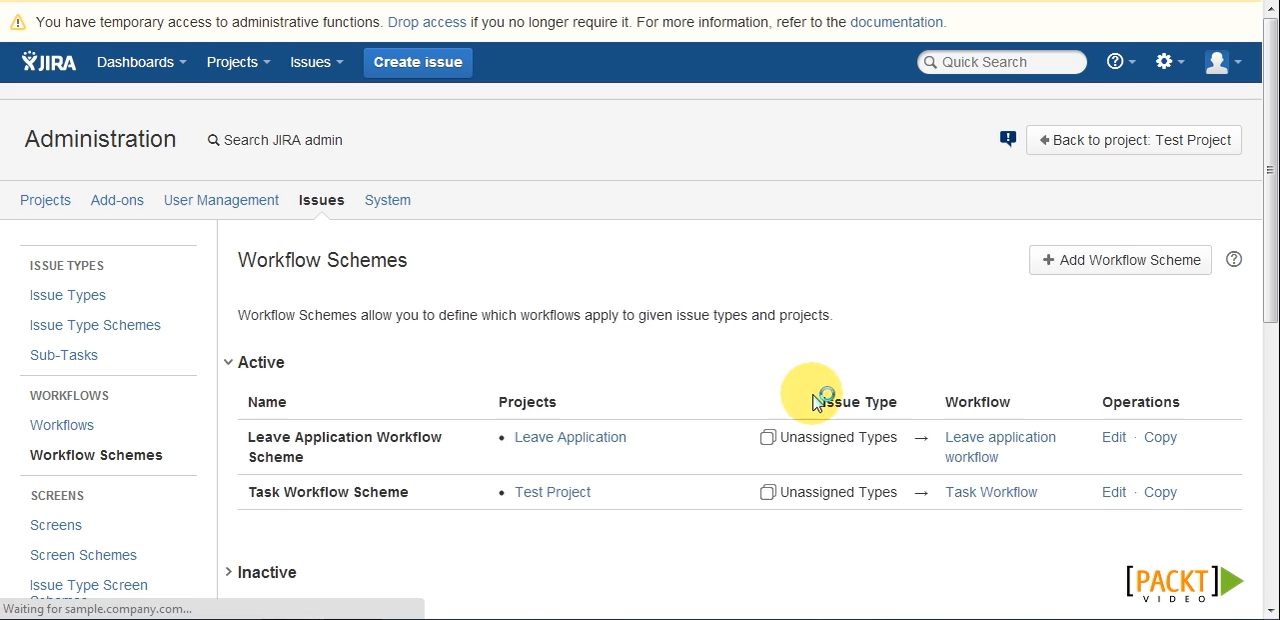 You have temporary access to administrative functions. Drop access if you no longer require it. For more information, refer to the documentation.
JIRA Dashboards Projects Issues Create issue Quick Search
Administration Search JIRA admin Back to project: Test Project
Projects Add-ons User Management Issues System
ISSUE TYPES
Issue Types
Issue Type Schemes
Sub-Tasks
WORKFLOWS
Workflows
Workflow Schemes
SCREENS
Screens
Screen Schemes
Issue Type Screen
Workflow Schemes + Add Workflow Scheme
Workflow Schemes allow you to define which workflows apply to given issue types and projects.
Active
Name Projects Issue Type Workflow Operations
Leave Application Workflow Scheme • Leave Application Unassigned Types → Leave application workflow Edit · Copy
Task Workflow Scheme • Test Project Unassigned Types → Task Workflow Edit · Copy
Inactive
[PACKT]
VIDEO
Waiting for sample.company.com...